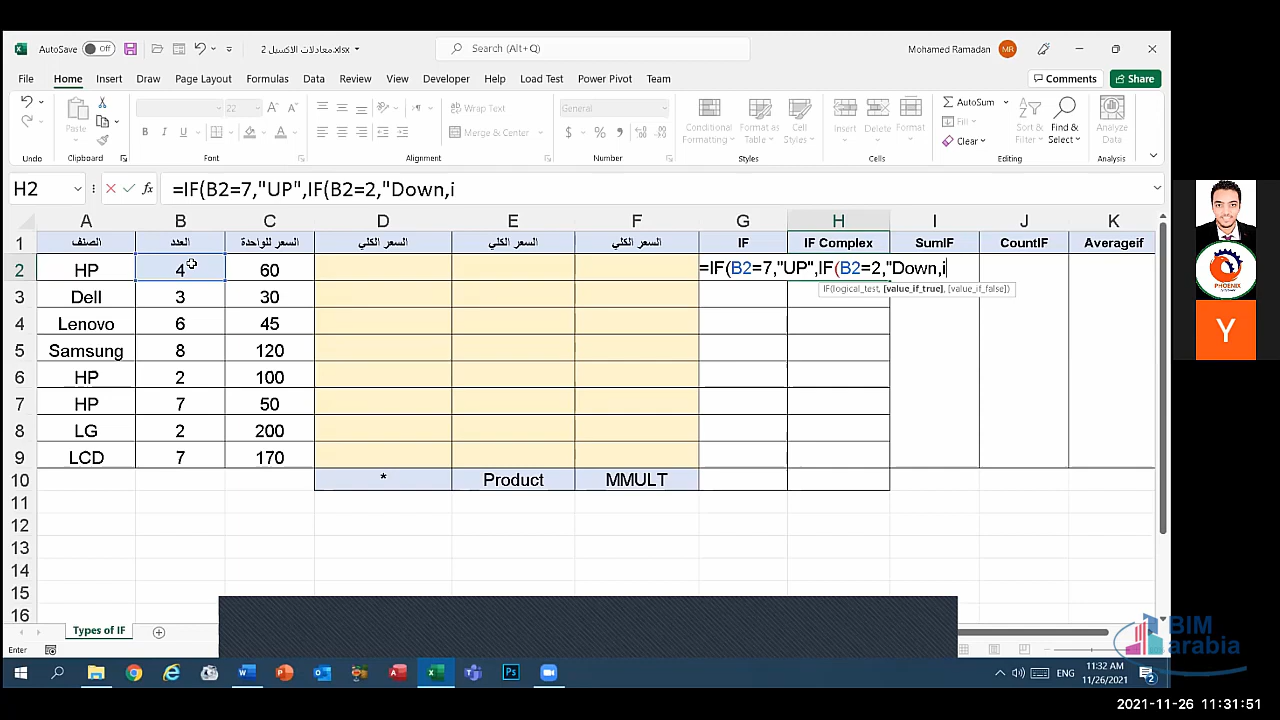 AutoSave Off معادلات الاكسيل 2.xlsx Search (Alt+Q) Mohamed Ramadan MR
File Home Insert Draw Page Layout Formulas Data Review View Developer Help Load Test Power Pivot Team Comments Share
22 Wrap Text General AutoSum
Paste Merge & Center Conditional Formatting Format as Table Cell Styles Insert Delete Format Fill Sort & Filter Find & Select Analyze Data
B I U $ % Clear
Undo Clipboard Font Alignment Number Styles Cells Editing Analysis
H2 fx =IF(B2=7,"UP",IF(B2=2,"Down,i
A B C D E F G H I J K
1 الصنف العدد السعر للواحدة السعر الكلي السعر الكلي السعر الكلي IF IF Complex SumIF CountIF Averageif
2 HP 4 60 =IF(B2=7,"UP",IF(B2=2,"Down,i
IF(logical_test, [value_if_true], [value_if_false])
3 Dell 3 30
4 Lenovo 6 45
5 Samsung 8 120
6 HP 2 100
7 HP 7 50
8 LG 2 200
9 LCD 7 170
10 * Product MMULT
11
12
13
14
15
16
Types of IF
Enter
PHOENIX SYSTEM
Y
BIM
arabia
ENG 11:32 AM
11/26/2021 2
2021-11-26 11:31:51